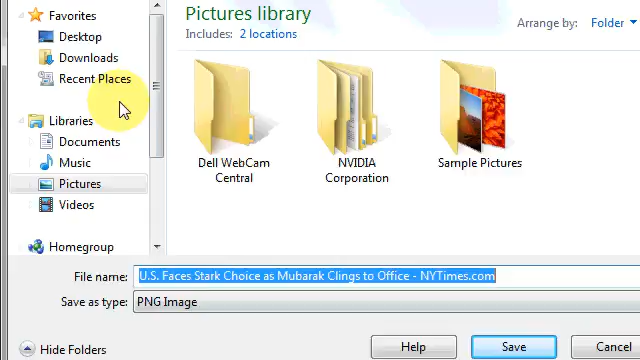 Favorites
Desktop
Downloads
Recent Places
Libraries
Documents
Music
Pictures
Videos
Homegroup
Pictures library
Includes: 2 locations
Arrange by: Folder
Dell WebCam
Central
NVIDIA
Corporation
Sample Pictures
File name: U.S. Faces Stark Choice as Mubarak Clings to Office - NYTimes.com
Save as type: PNG Image
Hide Folders
Help
Save
Cancel